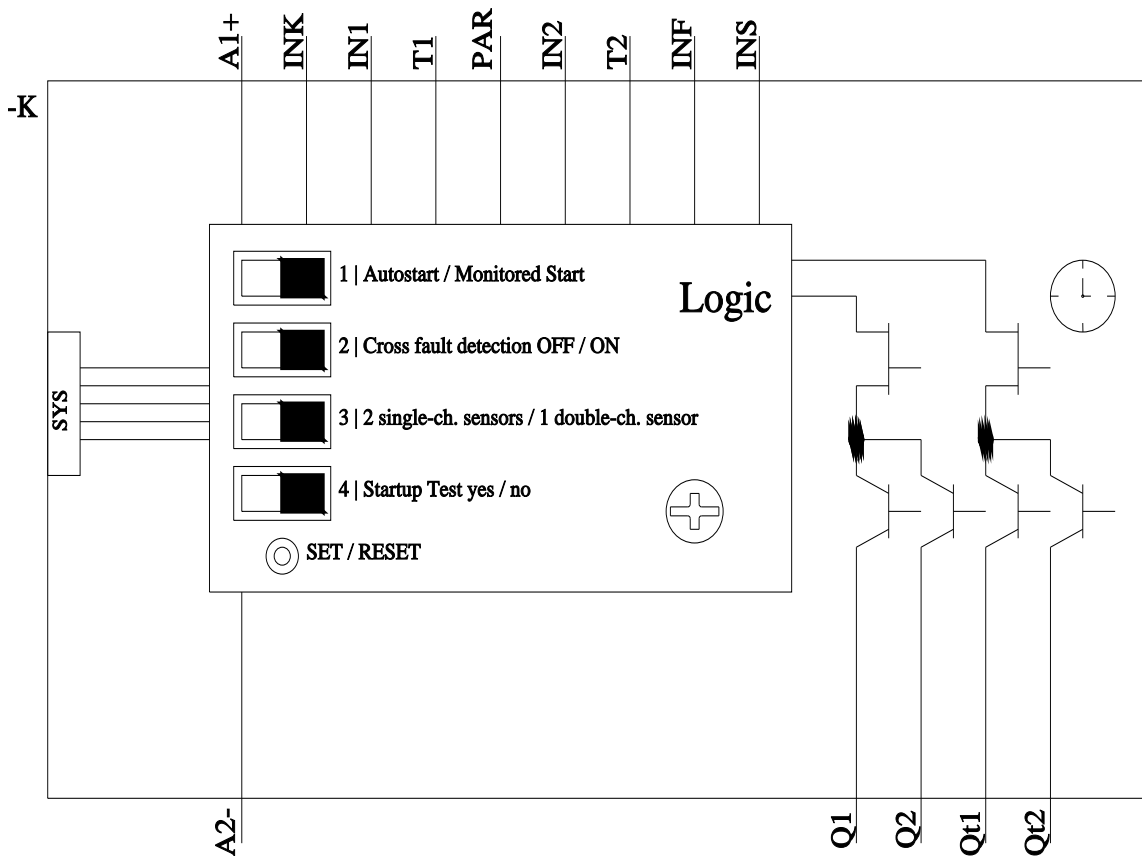 A1+
INK
IN1
T1
PAR
IN2
T2
INF
INS
-K
1 | Autostart / Monitored Start
Logic
2 | Cross fault detection OFF / ON
SYS
3 | 2 single-ch. sensors / 1 double-ch. sensor
4 | Startup Test yes / no
SET / RESET
A2-
Q1
Q2
Qt1
Qt2